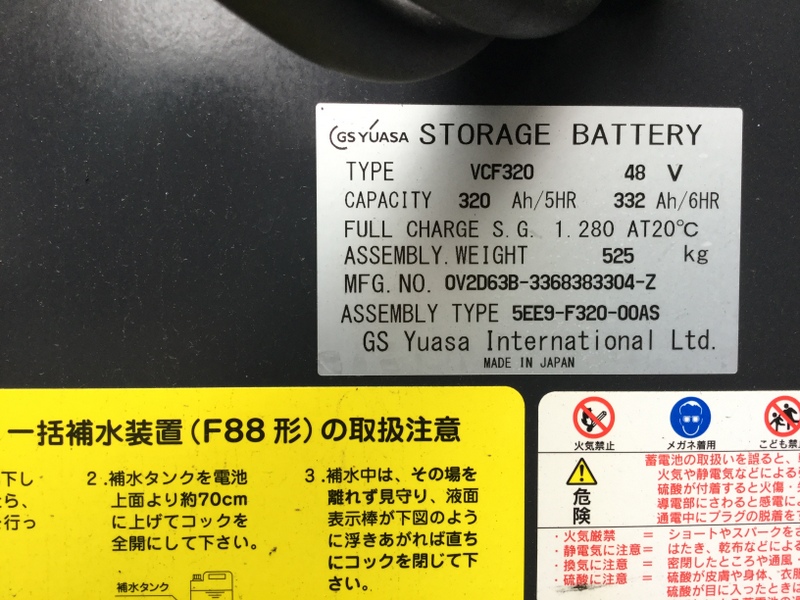 GS YUASA STORAGE BATTERY
TYPE VCF320 48 V
CAPACITY 320 Ah/5HR 332 Ah/6HR
FULL CHARGE S.G. 1.280 AT20℃
ASSEMBLY.WEIGHT 525 kg
MFG.NO. 0V2D63B-3368383304-Z
ASSEMBLY TYPE 5EE9-F320-00AS
GS Yuasa International Ltd.
MADE IN JAPAN
一括補水装置(F88形)の取扱注意
下し
ら、
行っ
2.補水タンクを電池
上面より約70cm
に上げてコックを
全開にして下さい。
補水タンク
3.補水中は、その場を
離れず見守り、液面
表示棒が下図のよう
に浮きあがれば直ち
にコックを閉じて下
さい。
火気禁止 メガネ着用 こども禁
危険
蓄電池の取扱いを誤ると、
火気や静電気などによる
硫酸が付着すると火傷・
導電部にさわると感電に
通電中にプラグの脱着を
・火気厳禁 = ショートやスパークをさ
・静電気に注意= はたき、乾布などによる
・換気に注意 = 密閉したところや通風
・硫酸に注意 = 硫酸が皮膚や身体、衣服
硫酸が目に入ったときは